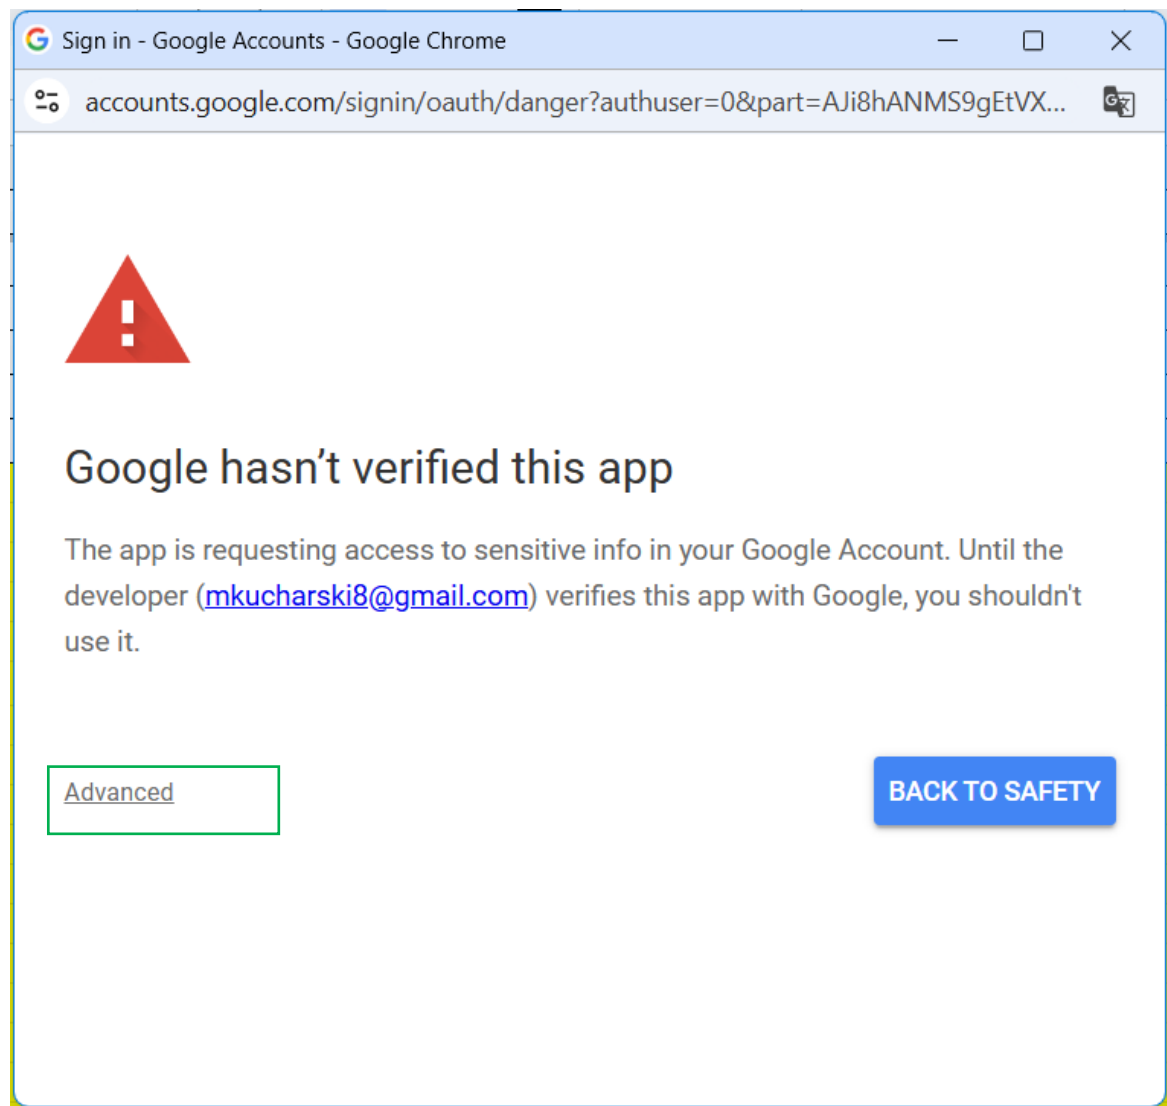 Sign in - Google Accounts - Google Chrome
accounts.google.com/signin/oauth/danger?authuser=0&part=AJi8hANMS9gEtVX...
Google hasn't verified this app
The app is requesting access to sensitive info in your Google Account. Until the
developer (mkucharski8@gmail.com) verifies this app with Google, you shouldn't
use it.
Advanced
BACK TO SAFETY